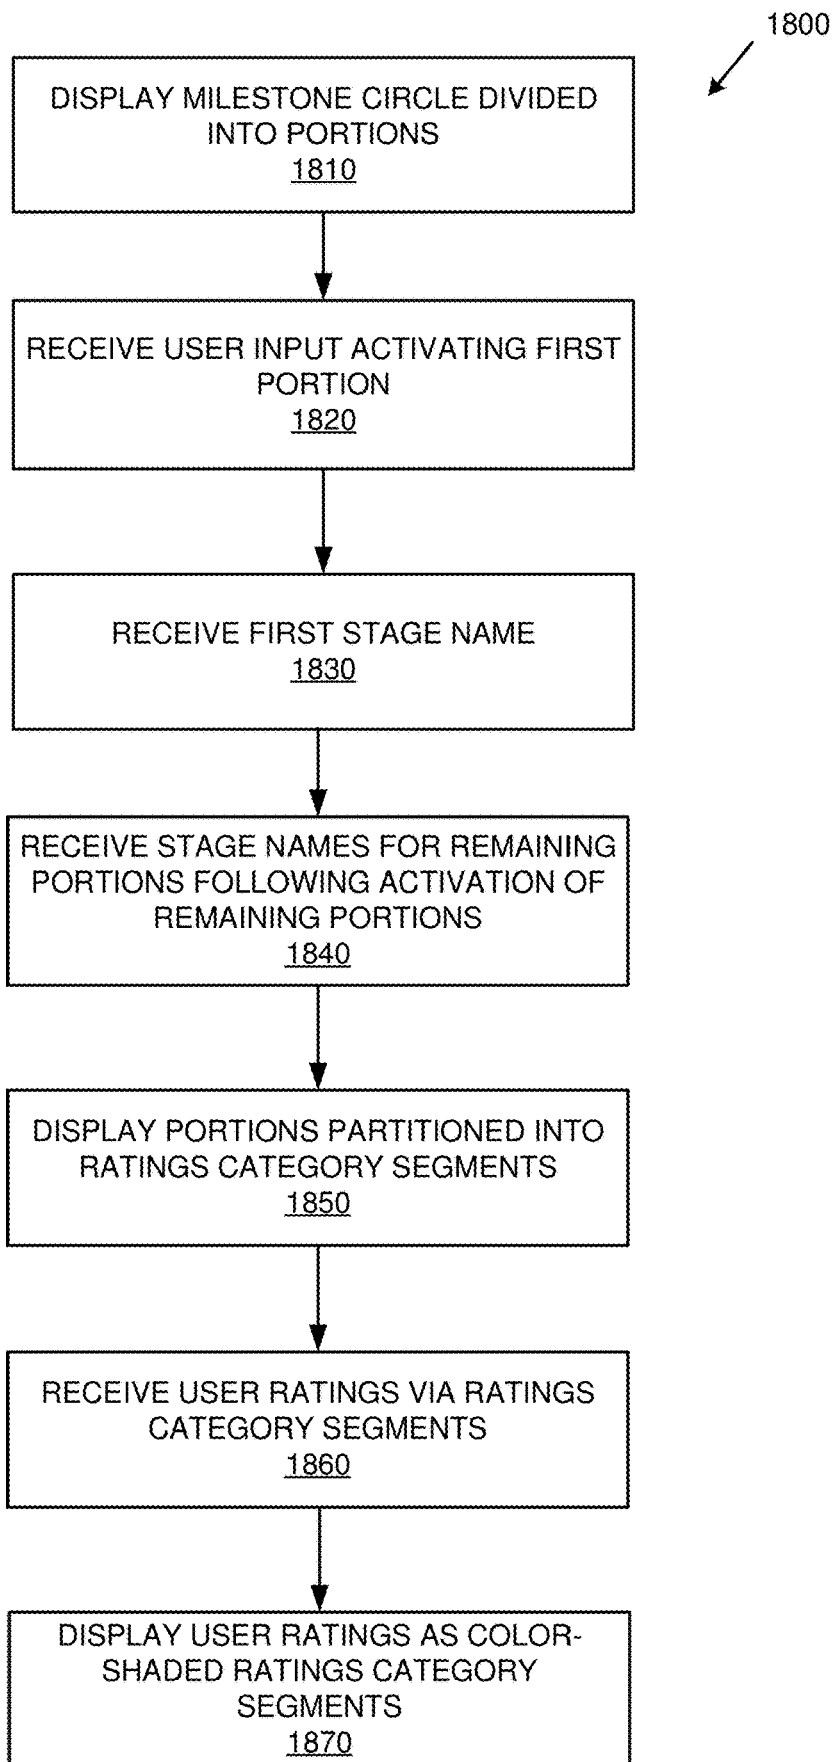 1800
DISPLAY MILESTONE CIRCLE DIVIDED
INTO PORTIONS
1810
RECEIVE USER INPUT ACTIVATING FIRST
PORTION
1820
RECEIVE FIRST STAGE NAME
1830
RECEIVE STAGE NAMES FOR REMAINING
PORTIONS FOLLOWING ACTIVATION OF
REMAINING PORTIONS
1840
DISPLAY PORTIONS PARTITIONED INTO
RATINGS CATEGORY SEGMENTS
1850
RECEIVE USER RATINGS VIA RATINGS
CATEGORY SEGMENTS
1860
DISPLAY USER RATINGS AS COLOR-
SHADED RATINGS CATEGORY
SEGMENTS
1870